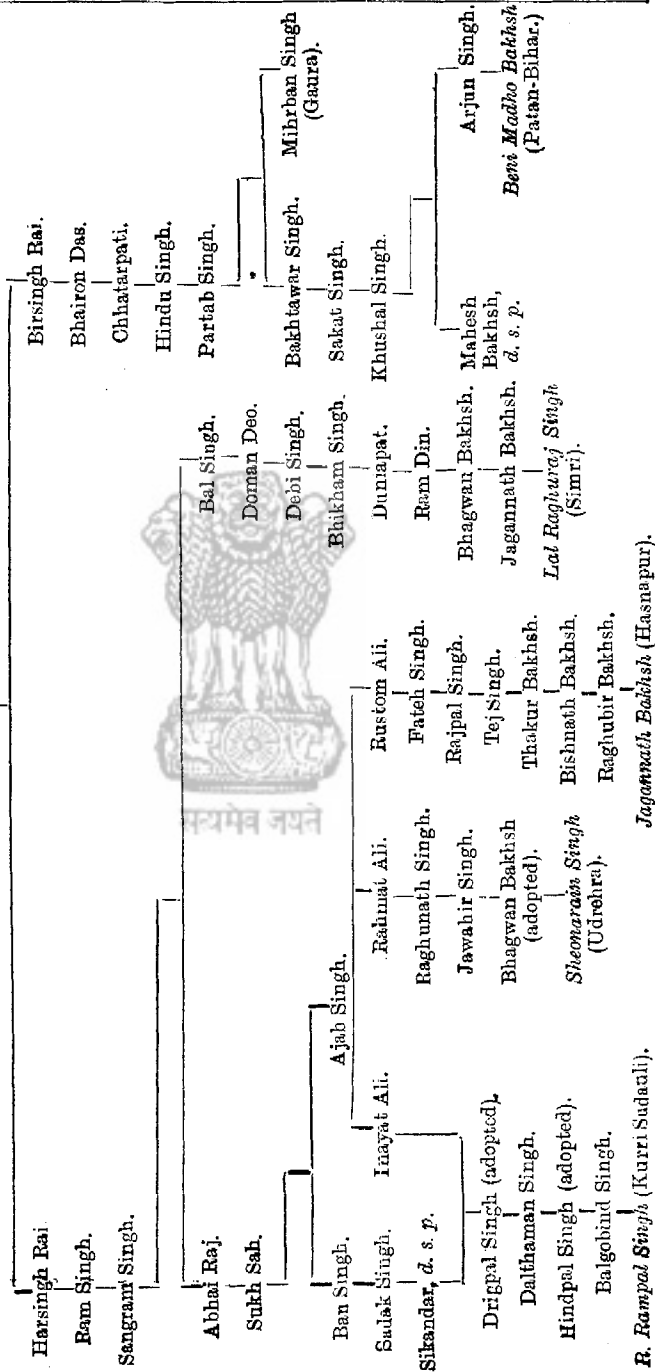 Harsingh Rai.
Ram Singh.
Sangram Singh.
Abhai Raj.
Sukh Sah.
Ban Singh.
Sadak Singh.
Sikandar, d. s. p.
Ajab Singh.
Inayat Ali.
Drigpal Singh (adopted).
Dalthaman Singh.
Hindpal Singh (adopted).
Balgobind Singh.
R. Rampal Singh (Kurri Sudauli).
Rahmat Ali.
Raghunath Singh.
Jawahir Singh.
Bhagwan Bakhsh
(adopted).
Sheonarain Singh
(Udrehra).
Rustom Ali.
Fateh Singh.
Rajpal Singh.
Tej Singh.
Thakur Bakhsh.
Bishnath Bakhsh.
Raghubir Bakhsh.
Jagannath Bakhsh (Hasnapur).
Bal Singh.
Doman Deo.
Debi Singh.
Bhikham Singh.
Duniapat.
Ram Din.
Bhagwan Bakhsh.
Jagannath Bakhsh.
Lal Raghuraj Singh
(Simri).
Birsingh Rai.
Bhairon Das.
Chhatarpati.
Hindu Singh.
Partab Singh.
Bakhtawar Singh.
Sakat Singh.
Khushal Singh.
Mahesh
Bakhsh,
d. s. p.
Mihrban Singh
(Gaura).
Arjun Singh.
Beni Madho Bakhsh
(Patan-Bihar.)
सत्यमेव जयते